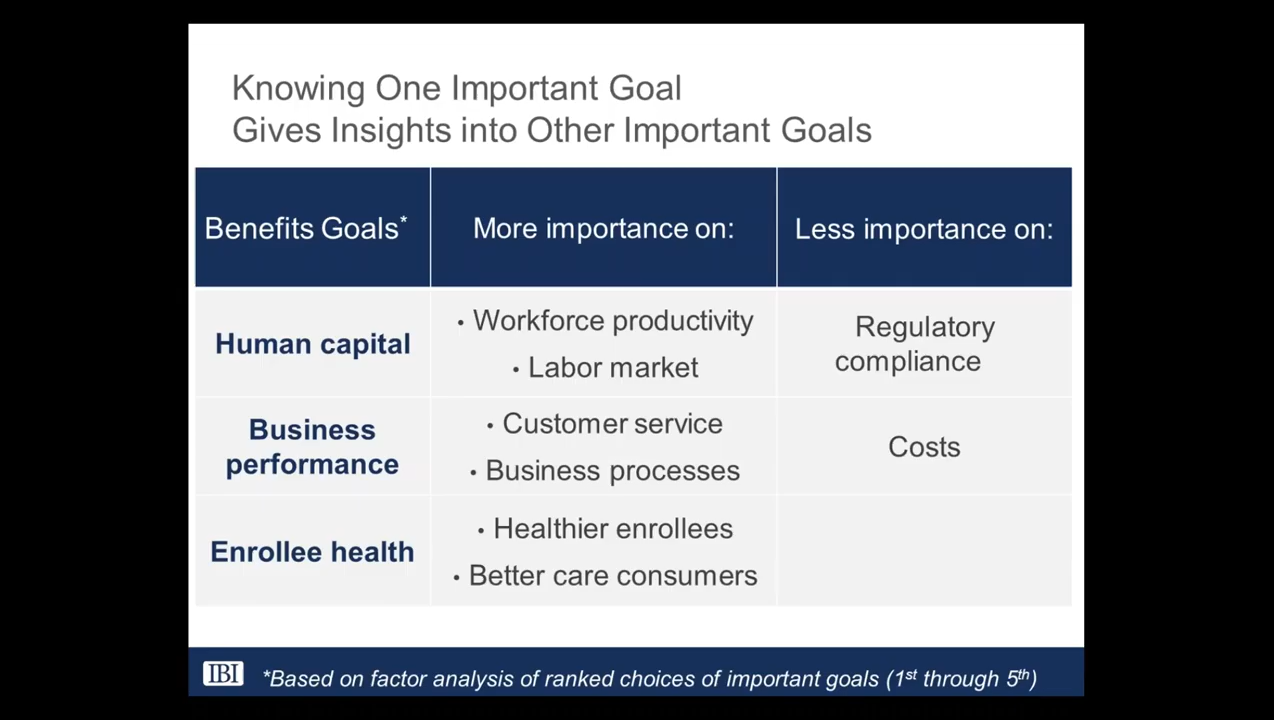 Knowing One Important Goal
Gives Insights into Other Important Goals
Benefits Goals*
More importance on:
Less importance on:
Human capital
• Workforce productivity
• Labor market
Regulatory
compliance
Business
performance
• Customer service
• Business processes
Costs
Enrollee health
• Healthier enrollees
• Better care consumers
IBI
*Based on factor analysis of ranked choices of important goals (1st through 5th)